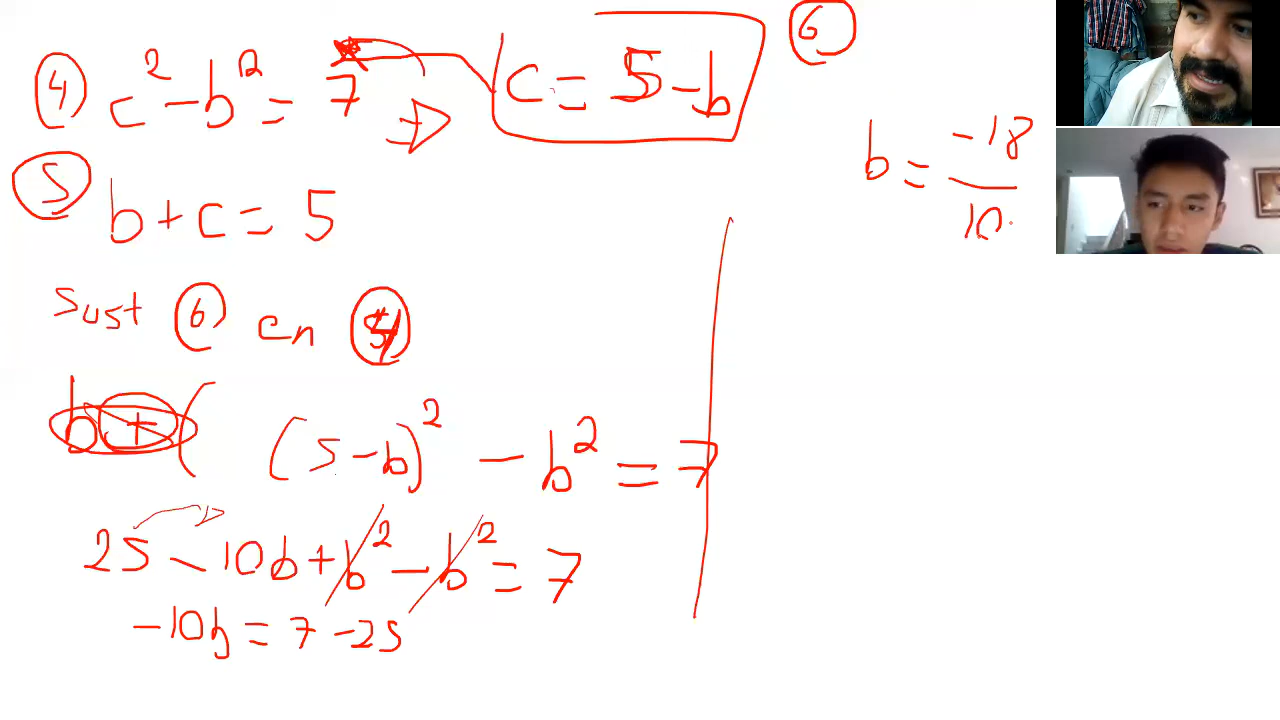 ④ c² - b² = 7 ⇒ c = 5 - b ⑥
⑤ b + c = 5
Sust ⑥ en ④
b + (
(5 - b)² - b² = 7
25 - 10b + b² - b² = 7
-10b = 7 - 25
b = -18
10